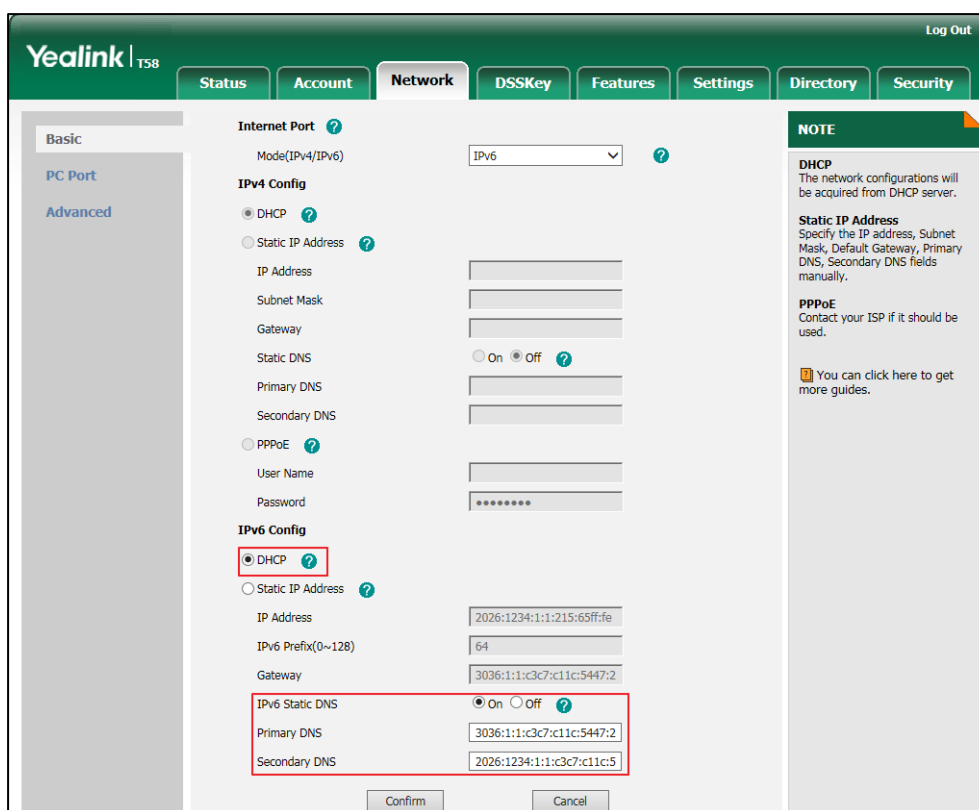 Log Out
Yealink T58
Status Account Network DSSKey Features Settings Directory Security
Basic
PC Port
Advanced
Internet Port ?
Mode(IPv4/IPv6) IPv6 ?
IPv4 Config
DHCP ?
Static IP Address ?
IP Address
Subnet Mask
Gateway
Static DNS On Off ?
Primary DNS
Secondary DNS
PPPoE ?
User Name
Password ••••••••
IPv6 Config
DHCP ?
Static IP Address ?
IP Address 2026:1234:1:1:215:65ff:fe
IPv6 Prefix(0~128) 64
Gateway 3036:1:1:c3c7:c11c:5447:2
IPv6 Static DNS On Off ?
Primary DNS 3036:1:1:c3c7:c11c:5447:2
Secondary DNS 2026:1234:1:1:c3c7:c11c:5
Confirm Cancel
NOTE
DHCP
The network configurations will
be acquired from DHCP server.
Static IP Address
Specify the IP address, Subnet
Mask, Default Gateway, Primary
DNS, Secondary DNS fields
manually.
PPPoE
Contact your ISP if it should be
used.
? You can click here to get
more guides.